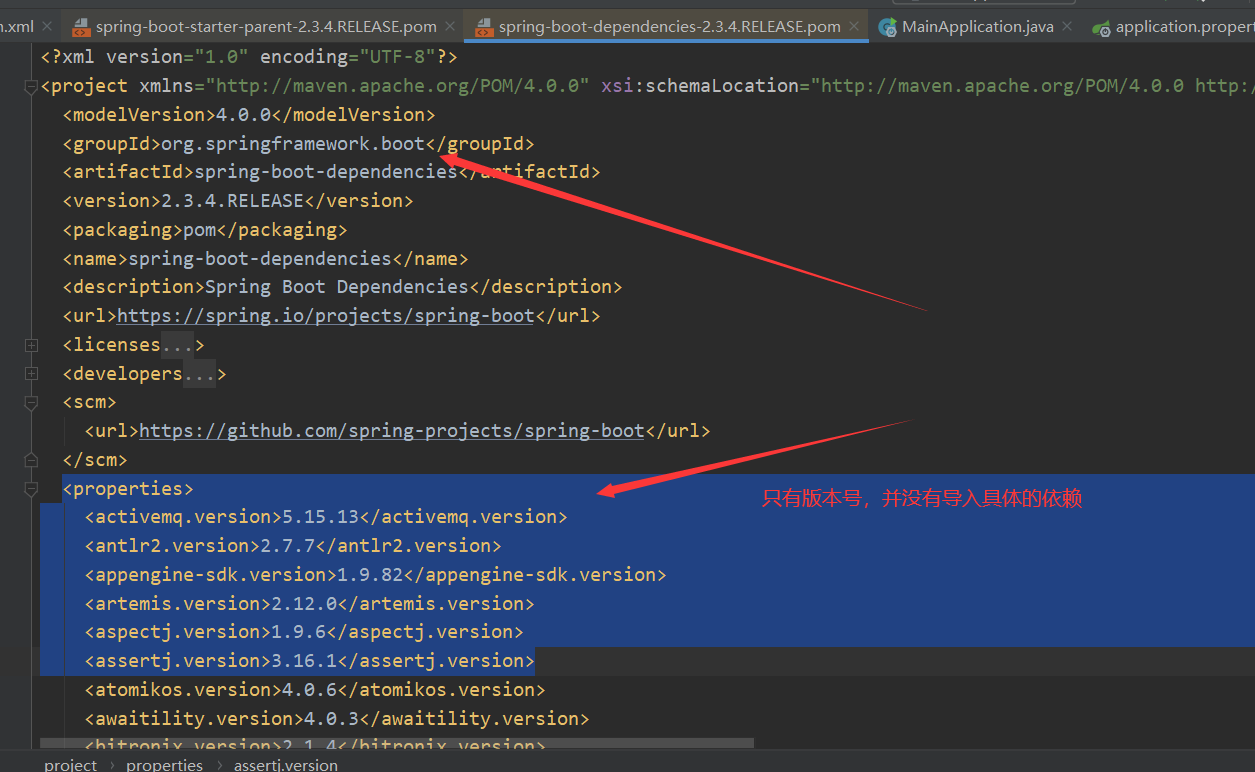 n.xml spring-boot-starter-parent-2.3.4.RELEASE.pom spring-boot-dependencies-2.3.4.RELEASE.pom MainApplication.java application.proper
<?xml version="1.0" encoding="UTF-8"?>
<project xmlns="http://maven.apache.org/POM/4.0.0" xsi:schemaLocation="http://maven.apache.org/POM/4.0.0 http:/
<modelVersion>4.0.0</modelVersion>
<groupId>org.springframework.boot</groupId>
<artifactId>spring-boot-dependencies</artifactId>
<version>2.3.4.RELEASE</version>
<packaging>pom</packaging>
<name>spring-boot-dependencies</name>
<description>Spring Boot Dependencies</description>
<url>https://spring.io/projects/spring-boot</url>
<licenses...>
<developers...>
<scm>
<url>https://github.com/spring-projects/spring-boot</url>
</scm>
<properties>
只有版本号，并没有导入具体的依赖
<activemq.version>5.15.13</activemq.version>
<antlr2.version>2.7.7</antlr2.version>
<appengine-sdk.version>1.9.82</appengine-sdk.version>
<artemis.version>2.12.0</artemis.version>
<aspectj.version>1.9.6</aspectj.version>
<assertj.version>3.16.1</assertj.version>
<atomikos.version>4.0.6</atomikos.version>
<awaitility.version>4.0.3</awaitility.version>
<bitronix.version>2.1.4</bitronix.version>
project › properties › assertj.version